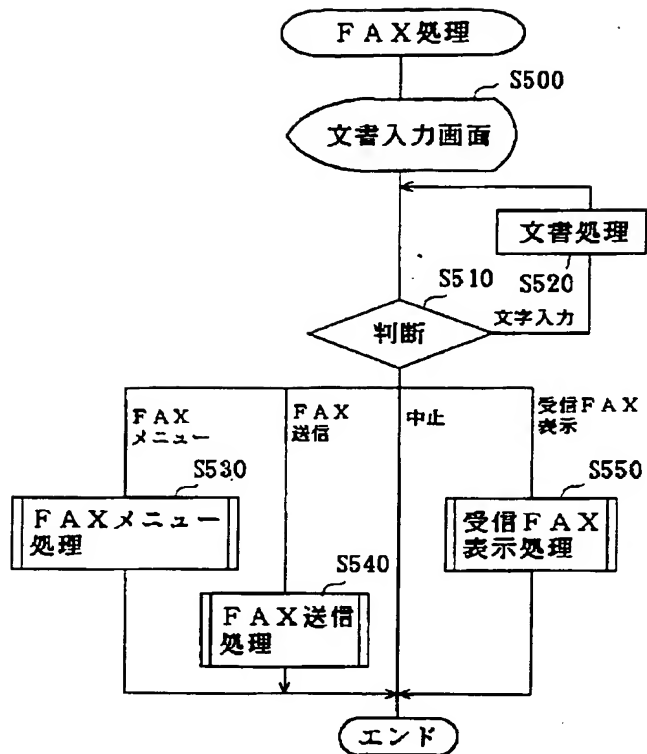 ＦＡＸ処理
S500
文書入力画面
文書処理
S520
S510
判断
文字入力
ＦＡＸ
メニュー
ＦＡＸ
送信
中止
受信ＦＡＸ
表示
S530
ＦＡＸメニュー
処理
S550
受信ＦＡＸ
表示処理
S540
ＦＡＸ送信
処理
エンド